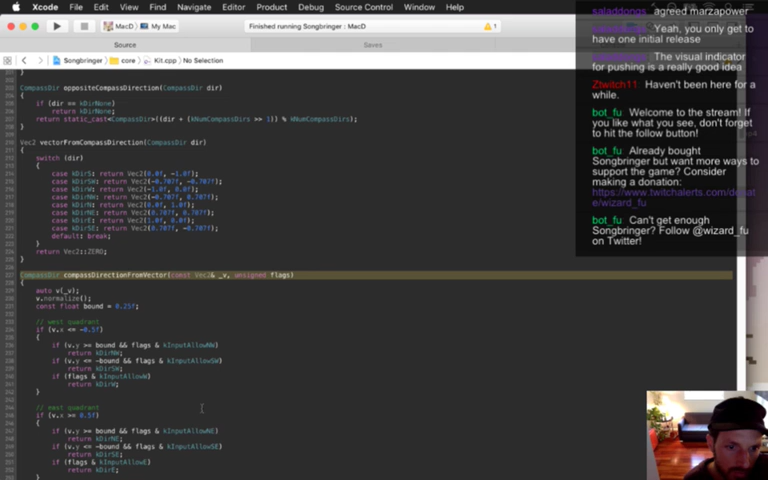 Xcode File Edit View Find Navigate Editor Product Debug Source Control Window Help
MacD My Mac
Finished running Songbringer : MacD
1
Source
Saves
Songbringer core Kit.cpp No Selection
}
CompassDir oppositeCompassDirection(CompassDir dir)
{
if (dir == kDirNone)
return kDirNone;
return static_cast<CompassDir>((dir + (kNumCompassDirs >> 1)) % kNumCompassDirs);
}
Vec2 vectorFromCompassDirection(CompassDir dir)
{
switch (dir)
{
case kDirS: return Vec2(0.0f, -1.0f);
case kDirSW: return Vec2(-0.707f, -0.707f);
case kDirW: return Vec2(-1.0f, 0.0f);
case kDirNW: return Vec2(-0.707f, 0.707f);
case kDirN: return Vec2(0.0f, 1.0f);
case kDirNE: return Vec2(0.707f, 0.707f);
case kDirE: return Vec2(1.0f, 0.0f);
case kDirSE: return Vec2(0.707f, -0.707f);
default: break;
}
return Vec2::ZERO;
}
CompassDir compassDirectionFromVector(const Vec2& _v, unsigned flags)
{
auto v(_v);
v.normalize();
const float bound = 0.25f;
// west quadrant
if (v.x <= -0.5f)
{
if (v.y >= bound && flags & kInputAllowNW)
return kDirNW;
if (v.y <= -bound && flags & kInputAllowSW)
return kDirSW;
if (flags & kInputAllowW)
return kDirW;
}
// east quadrant
if (v.x >= 0.5f)
{
if (v.y >= bound && flags & kInputAllowNE)
return kDirNE;
if (v.y <= -bound && flags & kInputAllowSE)
return kDirSE;
if (flags & kInputAllowE)
return kDirE;
}
saladdongs agreed marzapower
Yeah, you only get
to have one initial release
The visual indicator
for pushing is a really good idea
Ztwitch11 Haven't been here for a
while.
bot_fu Welcome to the stream! If
you like what you see, don't forget
to hit the follow button!
bot_fu Already bought
Songbringer but want more ways to
support the game? Consider
making a donation:
https://www.twitchalerts.com/donat
e/wizard_fu
bot_fu Can't get enough
Songbringer? Follow @wizard_fu
on Twitter!